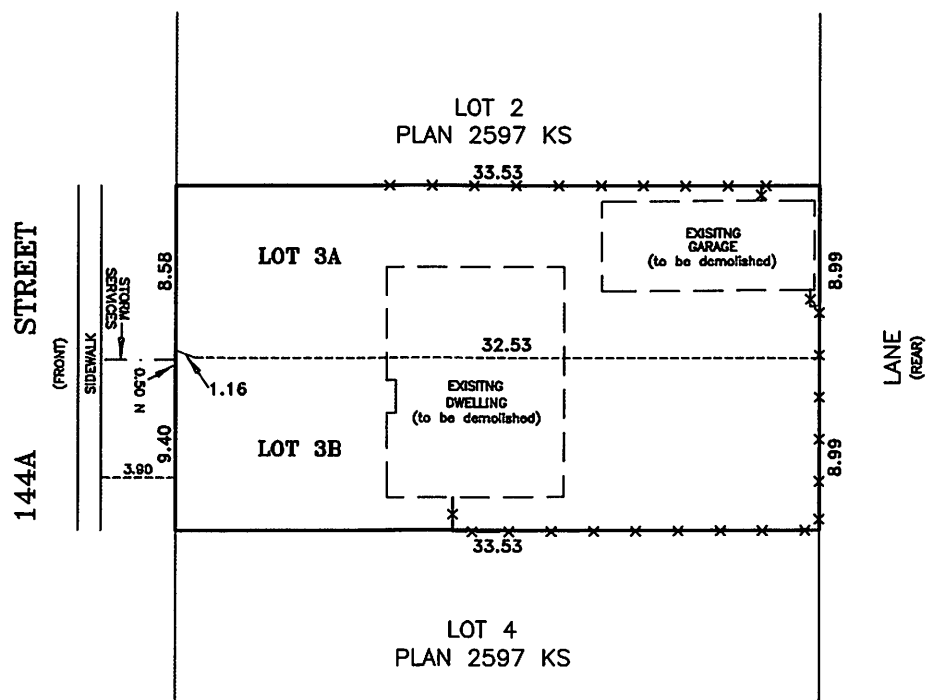 LOT 2
PLAN 2597 KS
33.53
144A STREET
(FRONT)
SIDEWALK
STORM
SERVICES
8.58
LOT 3A
EXISITNG
GARAGE
(to be demolished)
8.99
LANE
(REAR)
32.53
1.16
0.50 N
EXISITNG
DWELLING
(to be demolished)
9.40
LOT 3B
3.90
8.99
33.53
LOT 4
PLAN 2597 KS